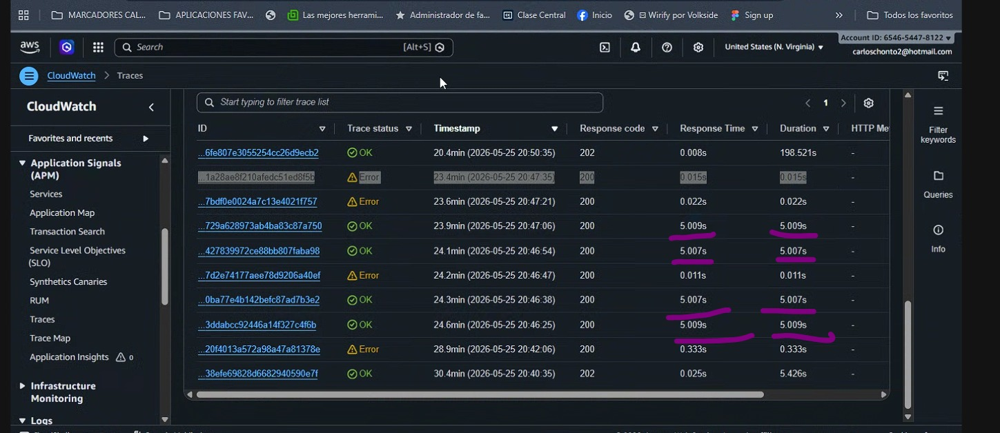 MARCADORES CAL... APLICACIONES FAV... Las mejores herrami... Administrador de fa... Clase Central Inicio Wirify por Volkside Sign up » Todos los favoritos
aws Search [Alt+S] United States (N. Virigina) Account ID: 6546-5447-8122
carloschonto2@hotmail.com
CloudWatch > Traces
CloudWatch
Favorites and recents
Application Signals
(APM)
Services
Application Map
Transaction Search
Service Level Objectives
(SLO)
Synthetics Canaries
RUM
Traces
Trace Map
Application Insights 0
Infrastructure
Monitoring
Logs
Start typing to filter trace list
1
ID Trace status Timestamp Response code Response Time Duration HTTP Me
...6fe807e3055254cc26d9ecb2 OK 20.4min (2026-05-25 20:50:35) 202 0.008s 198.521s -
...1a28ae8f210afedc51ed8f5b Error 23.4min (2026-05-25 20:47:35) 200 0.015s 0.015s -
...7bdf0e0024a7c13e4021f757 Error 23.6min (2026-05-25 20:47:21) 200 0.022s 0.022s -
...729a628973ab4ba83c87a750 OK 23.9min (2026-05-25 20:47:06) 200 5.009s 5.009s -
...427839972ce88bb807faba98 OK 24.1min (2026-05-25 20:46:54) 200 5.007s 5.007s -
...7d2e74177aee78d9206a40ef Error 24.2min (2026-05-25 20:46:47) 200 0.011s 0.011s -
...0ba77e4b142befc87ad7b3e2 OK 24.3min (2026-05-25 20:46:38) 200 5.007s 5.007s -
...3ddabcc92446a14f327c4f6b OK 24.6min (2026-05-25 20:46:25) 200 5.009s 5.009s -
...20f4013a572a98a47a81378e Error 28.9min (2026-05-25 20:42:06) 200 0.333s 0.333s -
...38efe69828d6682940590e7f OK 30.4min (2026-05-25 20:40:35) 202 0.025s 5.426s -
Filter
keywords
Queries
Info